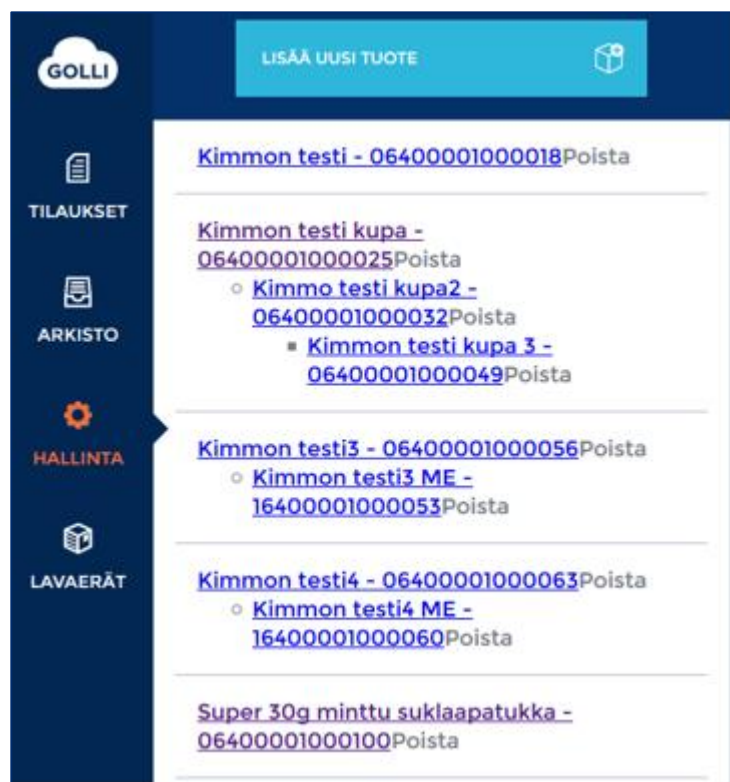 GOLLI
LISÄÄ UUSI TUOTE
TILAUKSET
ARKISTO
HALLINTA
LAVAERÄT
Kimmon testi - 06400001000018Poista
Kimmon testi kupa -
06400001000025Poista
Kimmo testi kupa2 -
06400001000032Poista
Kimmon testi kupa 3 -
06400001000049Poista
Kimmon testi3 - 06400001000056Poista
Kimmon testi3 ME -
16400001000053Poista
Kimmon testi4 - 06400001000063Poista
Kimmon testi4 ME -
16400001000060Poista
Super 30g minttu suklaapatukka -
06400001000100Poista